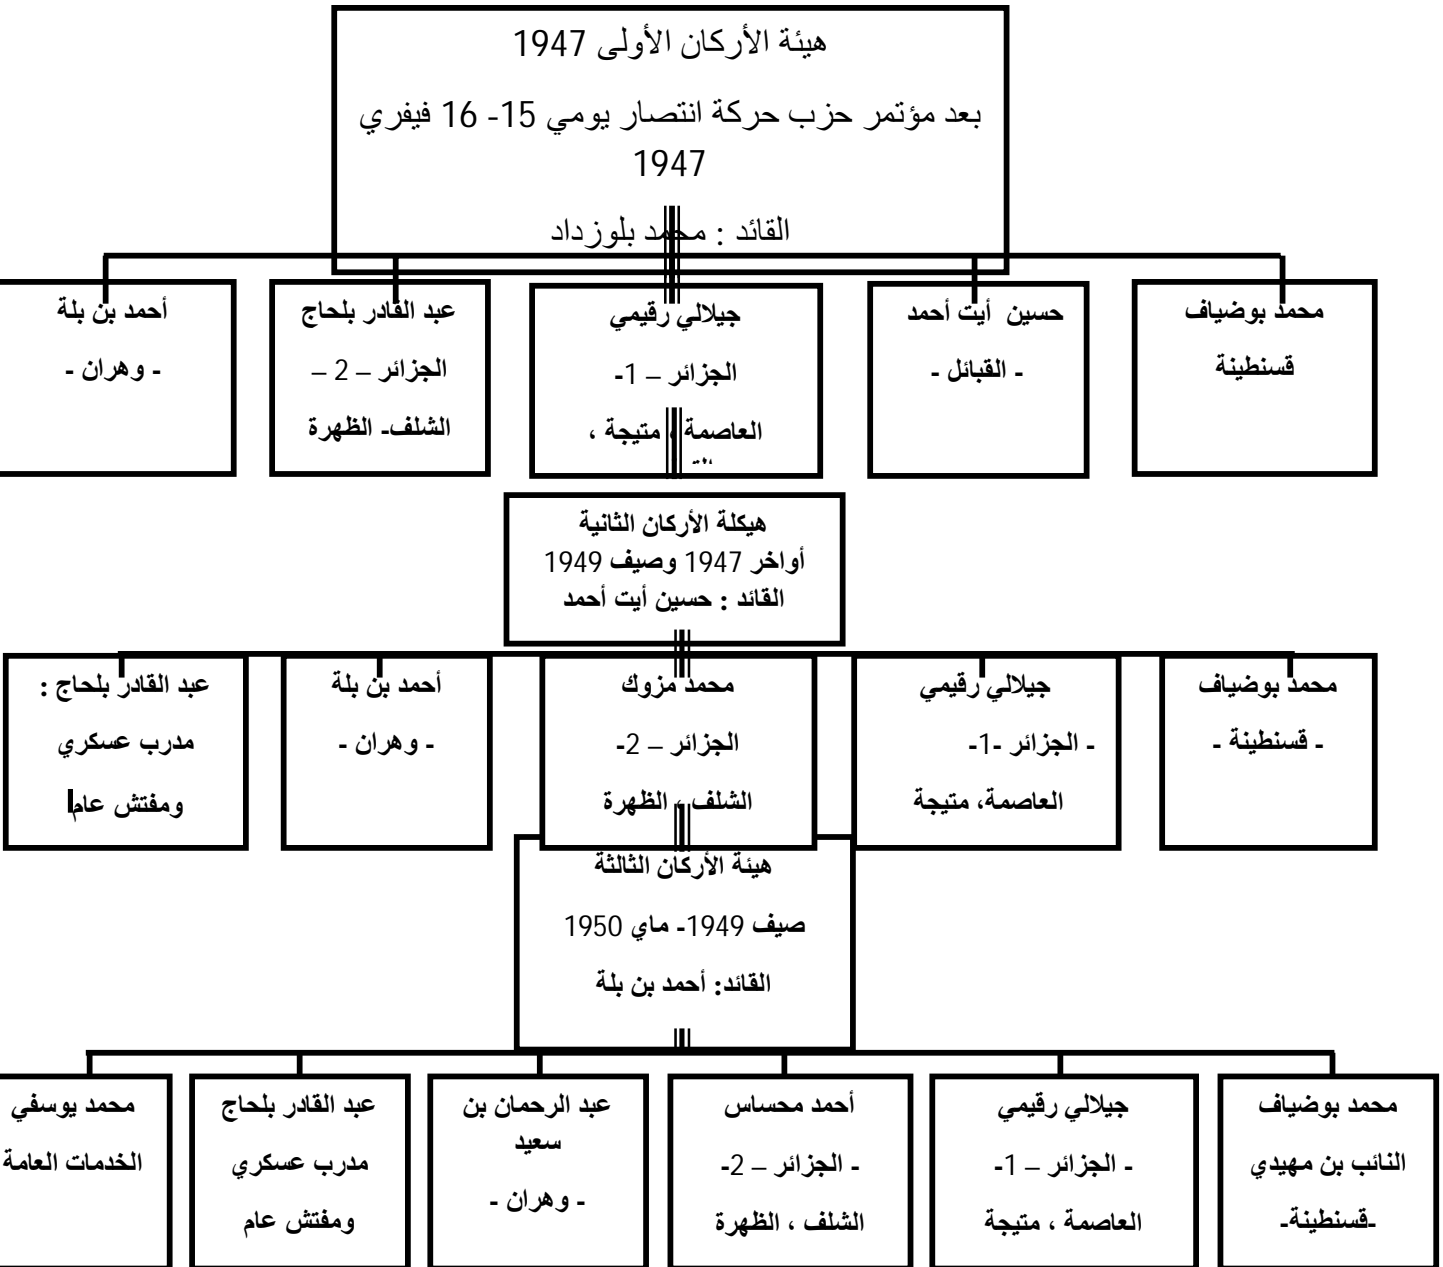 هيئة الأركان الأولى 1947
بعد مؤتمر حزب حركة انتصار يومي 15- 16 فيفري
1947
القائد : محمد بلوزداد
محمد بوضياف
قسنطينة
حسين أيت أحمد
- القبائل -
جيلالي رقيمي
الجزائر – 1-
العاصمة ، متيجة ،
عبد القادر بلحاج
الجزائر – 2 –
الشلف- الظهرة
أحمد بن بلة
- وهران -
هيكلة الأركان الثانية
أواخر 1947 وصيف 1949
القائد : حسين أيت أحمد
محمد بوضياف
- قسنطينة -
جيلالي رقيمي
- الجزائر -1-
العاصمة، متيجة
محمد مزوك
الجزائر – 2-
الشلف ، الظهرة
أحمد بن بلة
- وهران -
عبد القادر بلحاج :
مدرب عسكري
ومفتش عام
هيئة الأركان الثالثة
صيف 1949- ماي 1950
القائد: أحمد بن بلة
محمد بوضياف
النائب بن مهيدي
-قسنطينة-
جيلالي رقيمي
- الجزائر – 1-
العاصمة ، متيجة
أحمد محساس
- الجزائر – 2-
الشلف ، الظهرة
عبد الرحمان بن
سعيد
- وهران -
عبد القادر بلحاج
مدرب عسكري
ومفتش عام
محمد يوسفي
الخدمات العامة